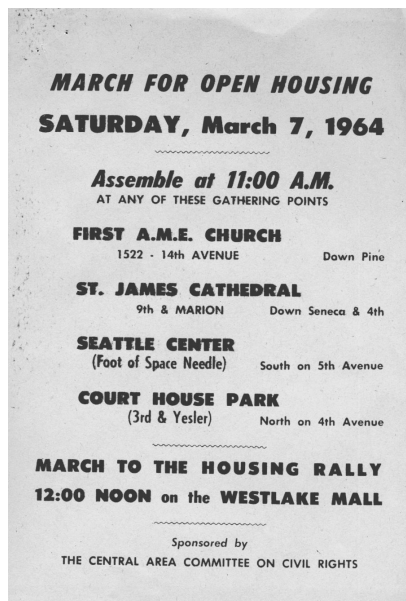 MARCH FOR OPEN HOUSING
SATURDAY, March 7, 1964
Assemble at 11:00 A.M.
AT ANY OF THESE GATHERING POINTS
FIRST A.M.E. CHURCH
1522 - 14th AVENUE Down Pine
ST. JAMES CATHEDRAL
9th & MARION Down Seneca & 4th
SEATTLE CENTER
(Foot of Space Needle) South on 5th Avenue
COURT HOUSE PARK
(3rd & Yesler) North on 4th Avenue
MARCH TO THE HOUSING RALLY
12:00 NOON on the WESTLAKE MALL
Sponsored by
THE CENTRAL AREA COMMITTEE ON CIVIL RIGHTS